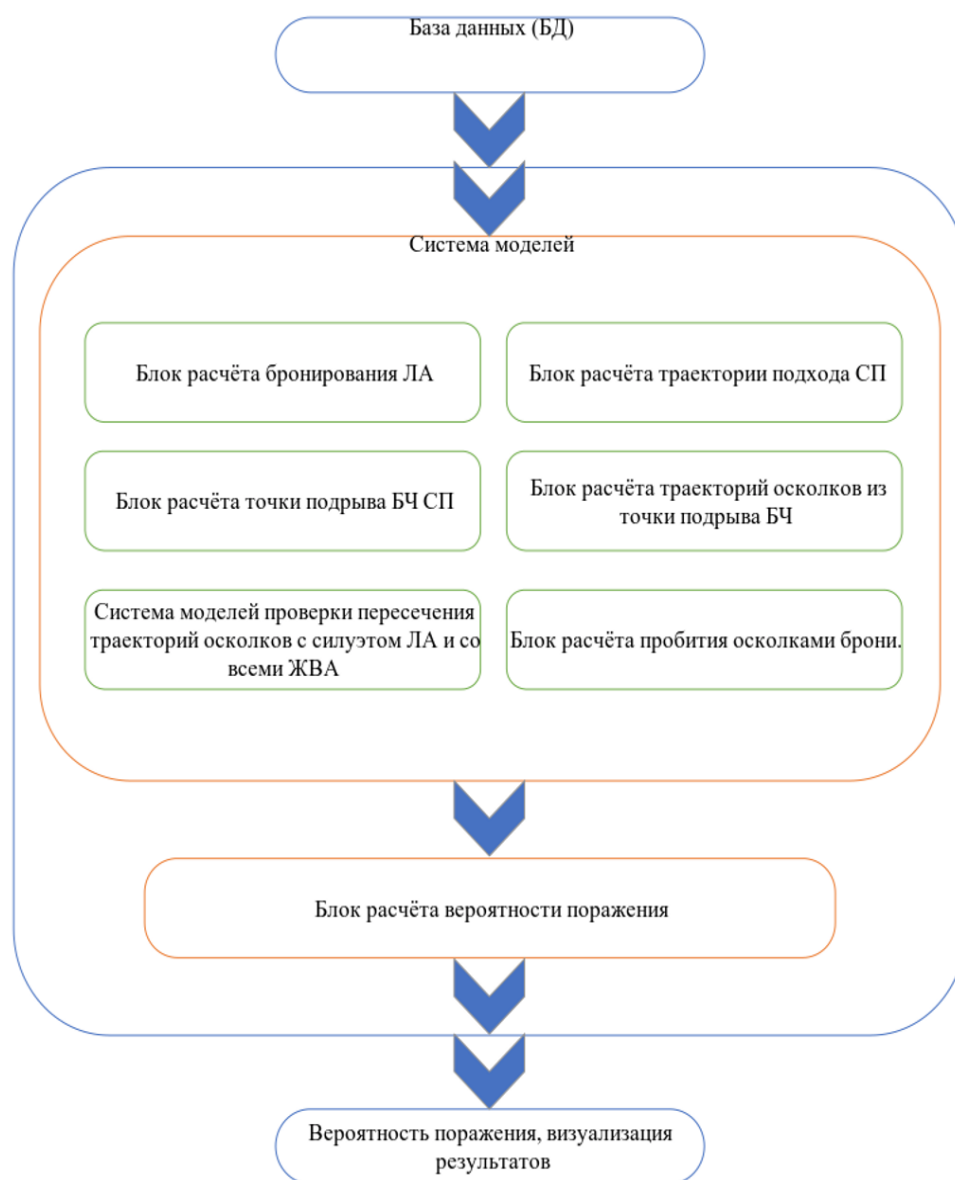 База данных (БД)
Система моделей
Блок расчёта бронирования ЛА
Блок расчёта траектории подхода СП
Блок расчёта точки подрыва БЧ СП
Блок расчёта траекторий осколков из
точки подрыва БЧ
Система моделей проверки пересечения
траекторий осколков с силуэтом ЛА и со
всеми ЖВА
Блок расчёта пробития осколками брони.
Блок расчёта вероятности поражения
Вероятность поражения, визуализация
результатов